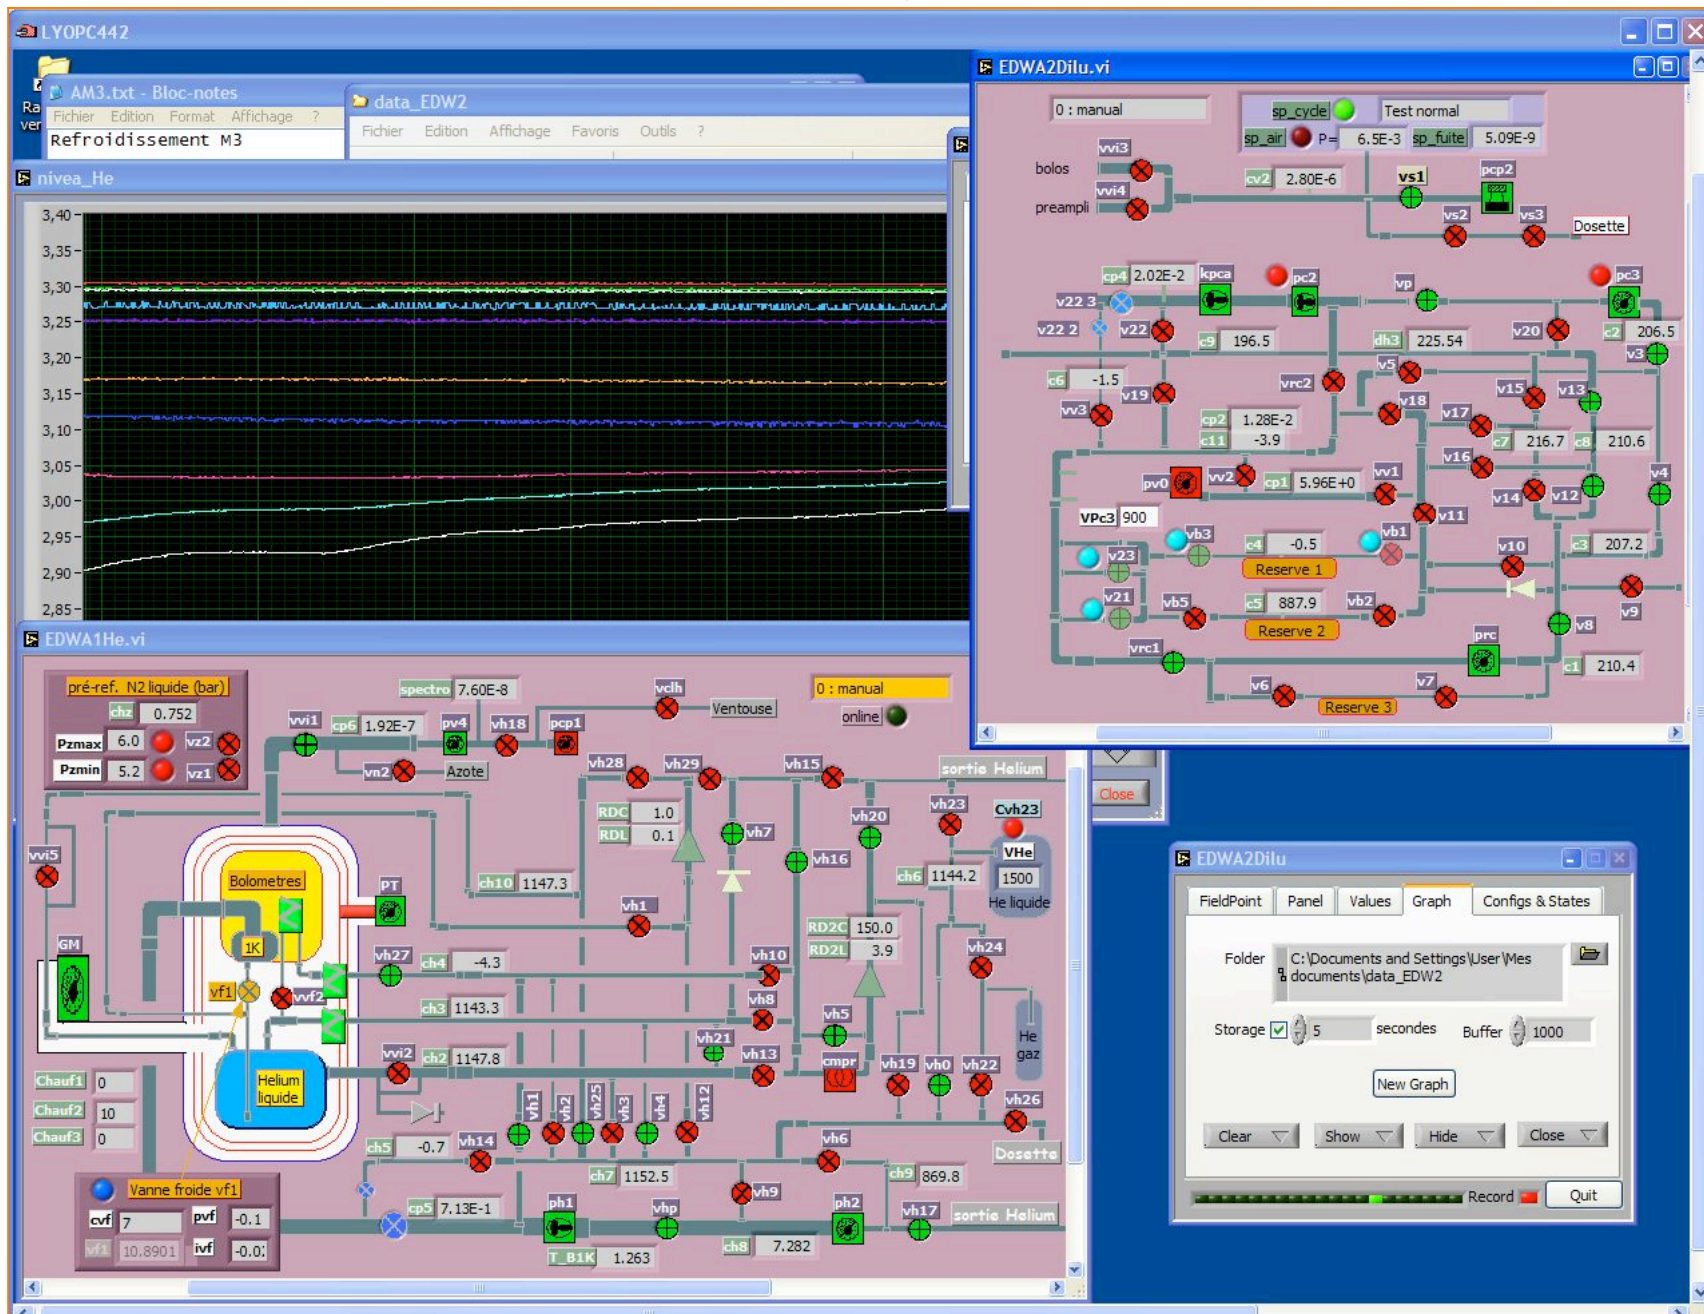 LYOPC442
Ra
ver
AM3.txt - Bloc-notes
Fichier Edition Format Affichage ?
Refroidissement M3
data_EDW2
Fichier Edition Affichage Favoris Outils ?
nivea_He
3,40
3,35
3,30
3,25
3,20
3,15
3,10
3,05
3,00
2,95
2,90
2,85
EDWA2Dilu.vi
0 : manual
sp_cycle Test normal
sp_air P= 6.5E-3 sp_fuite 5.09E-9
vvi3
bolos
vvi4
preampli
cv2 2.80E-6
vs1
pcp2
vs2 vs3
Dosette
cp4 2.02E-2 kpca pc2 vp pc3
v22 3
v22 2 v22
c9 196.5
dh3 225.54
v20
c2 206.5
v3
c6 -1.5
v19
vv3
vrc2
v5
v18
v15
v13
v17
cp2 1.28E-2
c11 -3.9
c7 216.7 c8 210.6
v16
v4
pv0 vv2 cp1 5.96E+0 vv1
v14 v12
v11
VPc3 900
vb3
c4 -0.5 vb1
v23
Reserve 1
v10
c3 207.2
v21
vb5
c5 887.9 vb2
Reserve 2
v9
v8
vrc1
prc
c1 210.4
v6 v7
Reserve 3
EDWA1He.vi
pré-ref. N2 liquide (bar)
chz 0.752
Pzmax 6.0 vz2
Pzmin 5.2 vz1
spectro 7.60E-8
vclh
Ventouse
0 : manual
online
vvi1
cp6 1.92E-7 pv4 vh18 pcp1
vn2 Azote
vh28 vh29 vh15
sortie Helium
RDC 1.0
RDL 0.1
vh7
vh20
vh23 Cvh23
VHe
1500
He liquide
vh16
vvi5
Bolometres
ch10 1147.3
ch6 1144.2
PT
vh1
GM
1K
RD2C 150.0
RD2L 3.9
vh27
ch4 -4.3
vh10
vh24
vf1
vvf2
ch3 1143.3
vh8
vh5
He
gaz
vvi2 ch2 1147.8
vh21
vh13
cmpr
vh19 vh0 vh22
Chauf1 0
Chauf2 10
Chauf3 0
Helium
liquide
vh1
vh2
vh25
vh3
vh4
vh12
vh26
Dosette
ch5 -0.7 vh14
vh6
ch7 1152.5
ch9 869.8
vh9
Vanne froide vf1
cvf 7 pvf -0.1
vf1 10.8901 ivf
cp5 7.13E-1 ph1 vhp ph2 vh17
sortie Helium
T_B1K 1.263
ch8 7.282
Close
EDWA2Dilu
FieldPoint Panel Values Graph Configs & States
Folder C:\Documents and Settings\User\Mes
documents\data_EDW2
Storage 5 secondes Buffer 1000
New Graph
Clear Show Hide Close
Record Quit